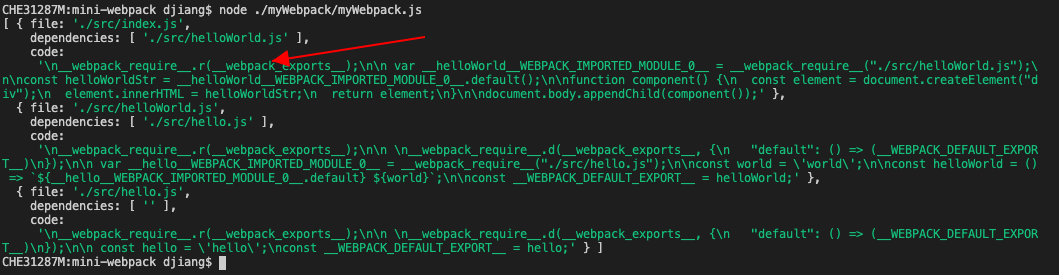 CHE31287M:mini-webpack djiang$ node ./myWebpack/myWebpack.js
[ { file: './src/index.js',
dependencies: [ './src/helloWorld.js' ],
code:
'\n__webpack_require__.r(__webpack_exports__);\n\n var __helloWorld__WEBPACK_IMPORTED_MODULE_0__ = __webpack_require__("./src/helloWorld.js");\
n\nconst helloWorldStr = __helloWorld__WEBPACK_IMPORTED_MODULE_0__.default();\n\nfunction component() {\n  const element = document.createElement("d
iv");\n  element.innerHTML = helloWorldStr;\n  return element;\n}\n\ndocument.body.appendChild(component());' },
{ file: './src/helloWorld.js',
dependencies: [ './src/hello.js' ],
code:
'\n__webpack_require__.r(__webpack_exports__);\n\n \n__webpack_require__.d(__webpack_exports__, {\n   "default": () => (__WEBPACK_DEFAULT_EXPOR
T__)\n});\n\n var __hello__WEBPACK_IMPORTED_MODULE_0__ = __webpack_require__("./src/hello.js");\n\nconst world = \'world\';\n\nconst helloWorld = ()
=> `${__hello__WEBPACK_IMPORTED_MODULE_0__.default} ${world}`;\n\nconst __WEBPACK_DEFAULT_EXPORT__ = helloWorld;' },
{ file: './src/hello.js',
dependencies: [ '' ],
code:
'\n__webpack_require__.r(__webpack_exports__);\n\n \n__webpack_require__.d(__webpack_exports__, {\n   "default": () => (__WEBPACK_DEFAULT_EXPOR
T__)\n});\n\n const hello = \'hello\';\nconst __WEBPACK_DEFAULT_EXPORT__ = hello;' } ]
CHE31287M:mini-webpack djiang$